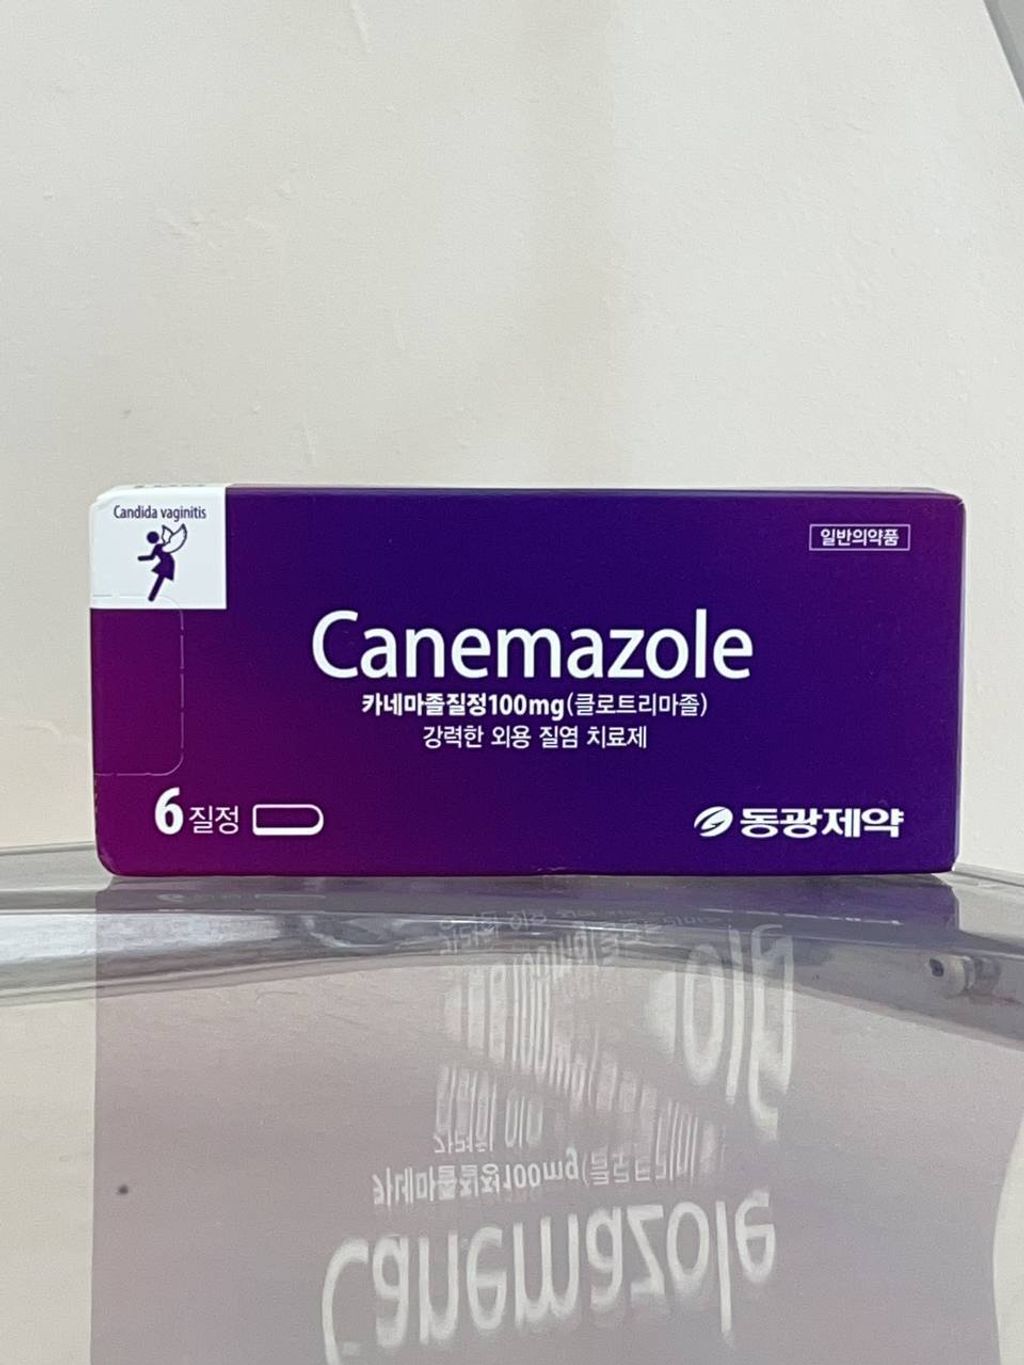 Candida vaginitis
일반의약품
Canemazole
카네마졸질정100mg(클로트리마졸)
강력한 외용 질염 치료제
6 질정
동광제약